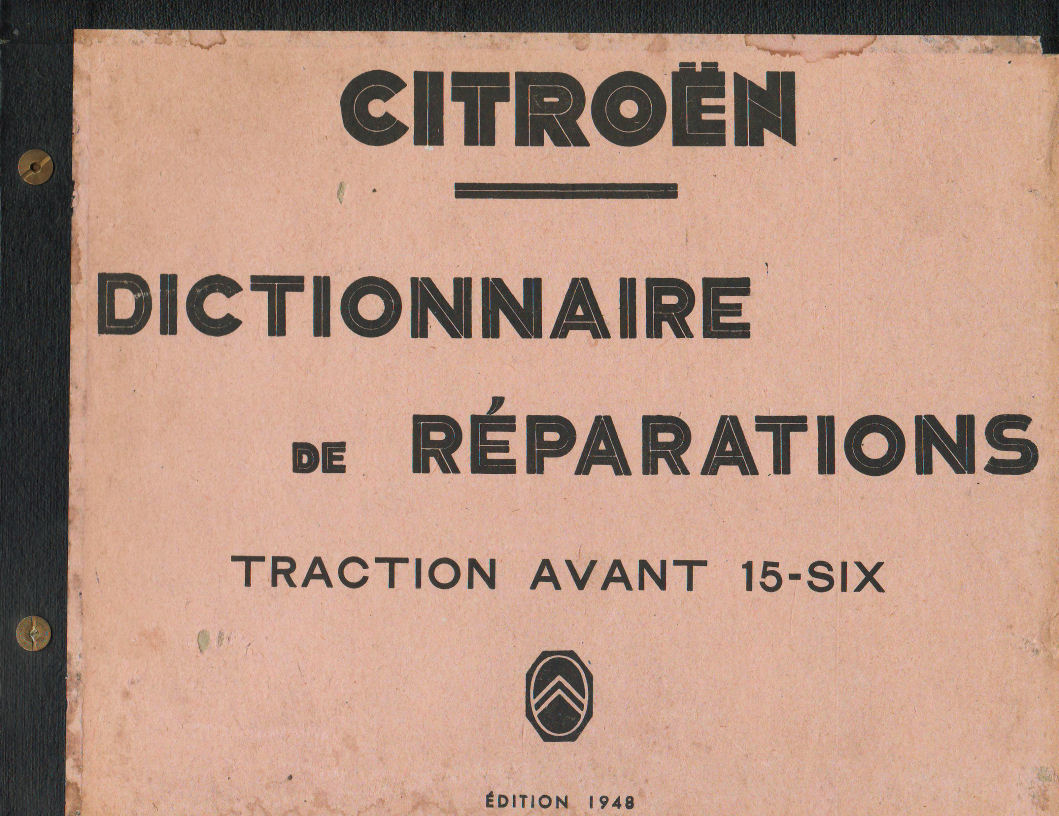 CITROËN
DICTIONNAIRE
DE RÉPARATIONS
TRACTION AVANT 15-SIX
ÉDITION 1948